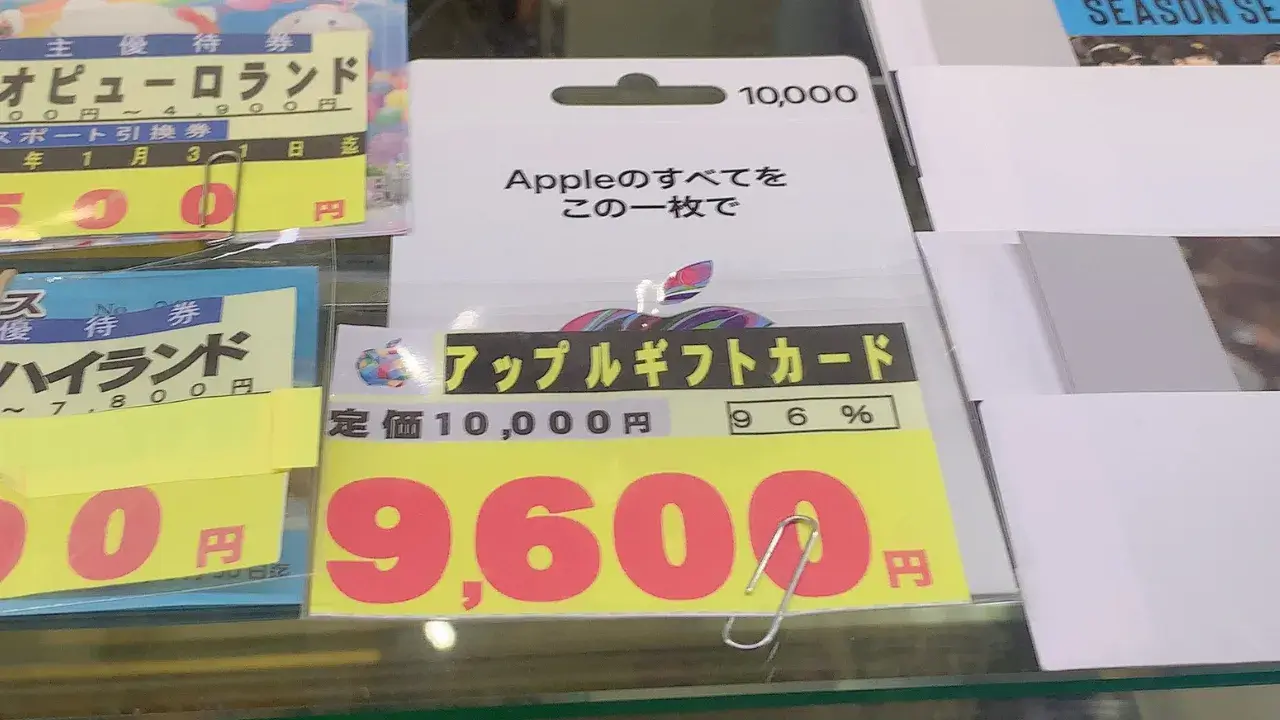 主優待券
オピューロランド
00円〜4,900円
スポート引換券
年1月31日迄
500円
ス
No.
優待券
ハイランド
〜7,800円
00円
日迄
10,000
Appleのすべてを
この一枚で
アップルギフトカード
定価10,000円
96%
9,600円
SEASON SE